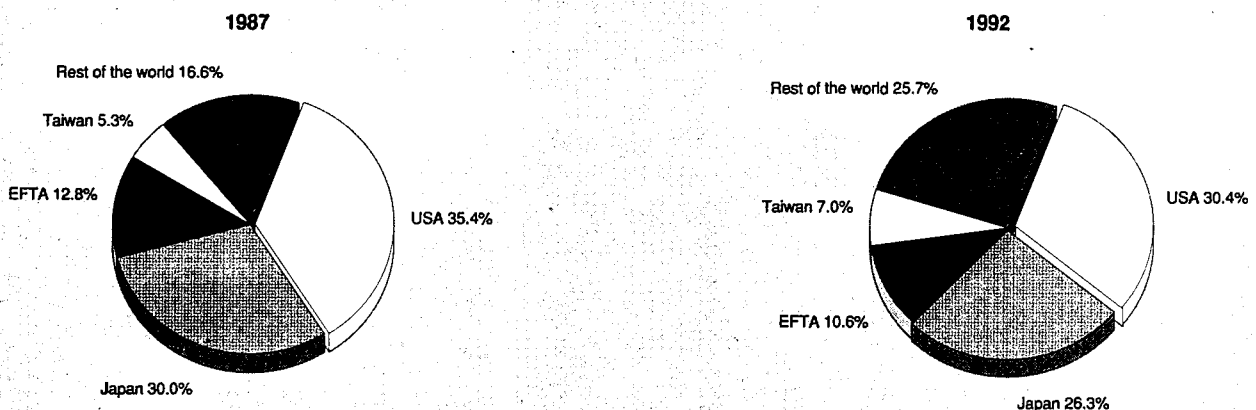 1987
Rest of the world 16.6%
Taiwan 5.3%
EFTA 12.8%
USA 35.4%
Japan 30.0%
1992
Rest of the world 25.7%
Taiwan 7.0%
USA 30.4%
EFTA 10.6%
Japan 26.3%